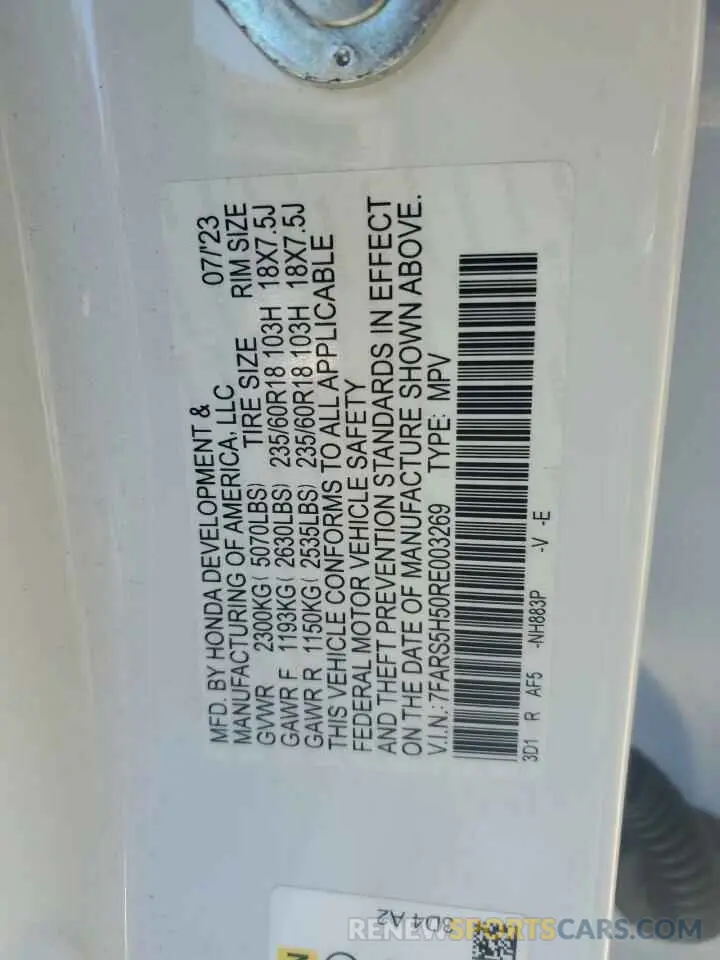 MFD. BY HONDA DEVELOPMENT &
MANUFACTURING OF AMERICA, LLC 07/'23
TIRE SIZE RIM SIZE
GVWR 2300KG( 5070LBS)
GAWR F 1193KG( 2630LBS) 235/60R18 103H 18X7.5J
GAWR R 1150KG( 2535LBS) 235/60R18 103H 18X7.5J
THIS VEHICLE CONFORMS TO ALL APPLICABLE
FEDERAL MOTOR VEHICLE SAFETY
AND THEFT PREVENTION STANDARDS IN EFFECT
ON THE DATE OF MANUFACTURE SHOWN ABOVE.
V.I.N.: 7FARS5H50RE003269 TYPE: MPV
3D1 R AF5 -NH883P -V -E
3D4 A2
RENEWSPORTSCARS.COM